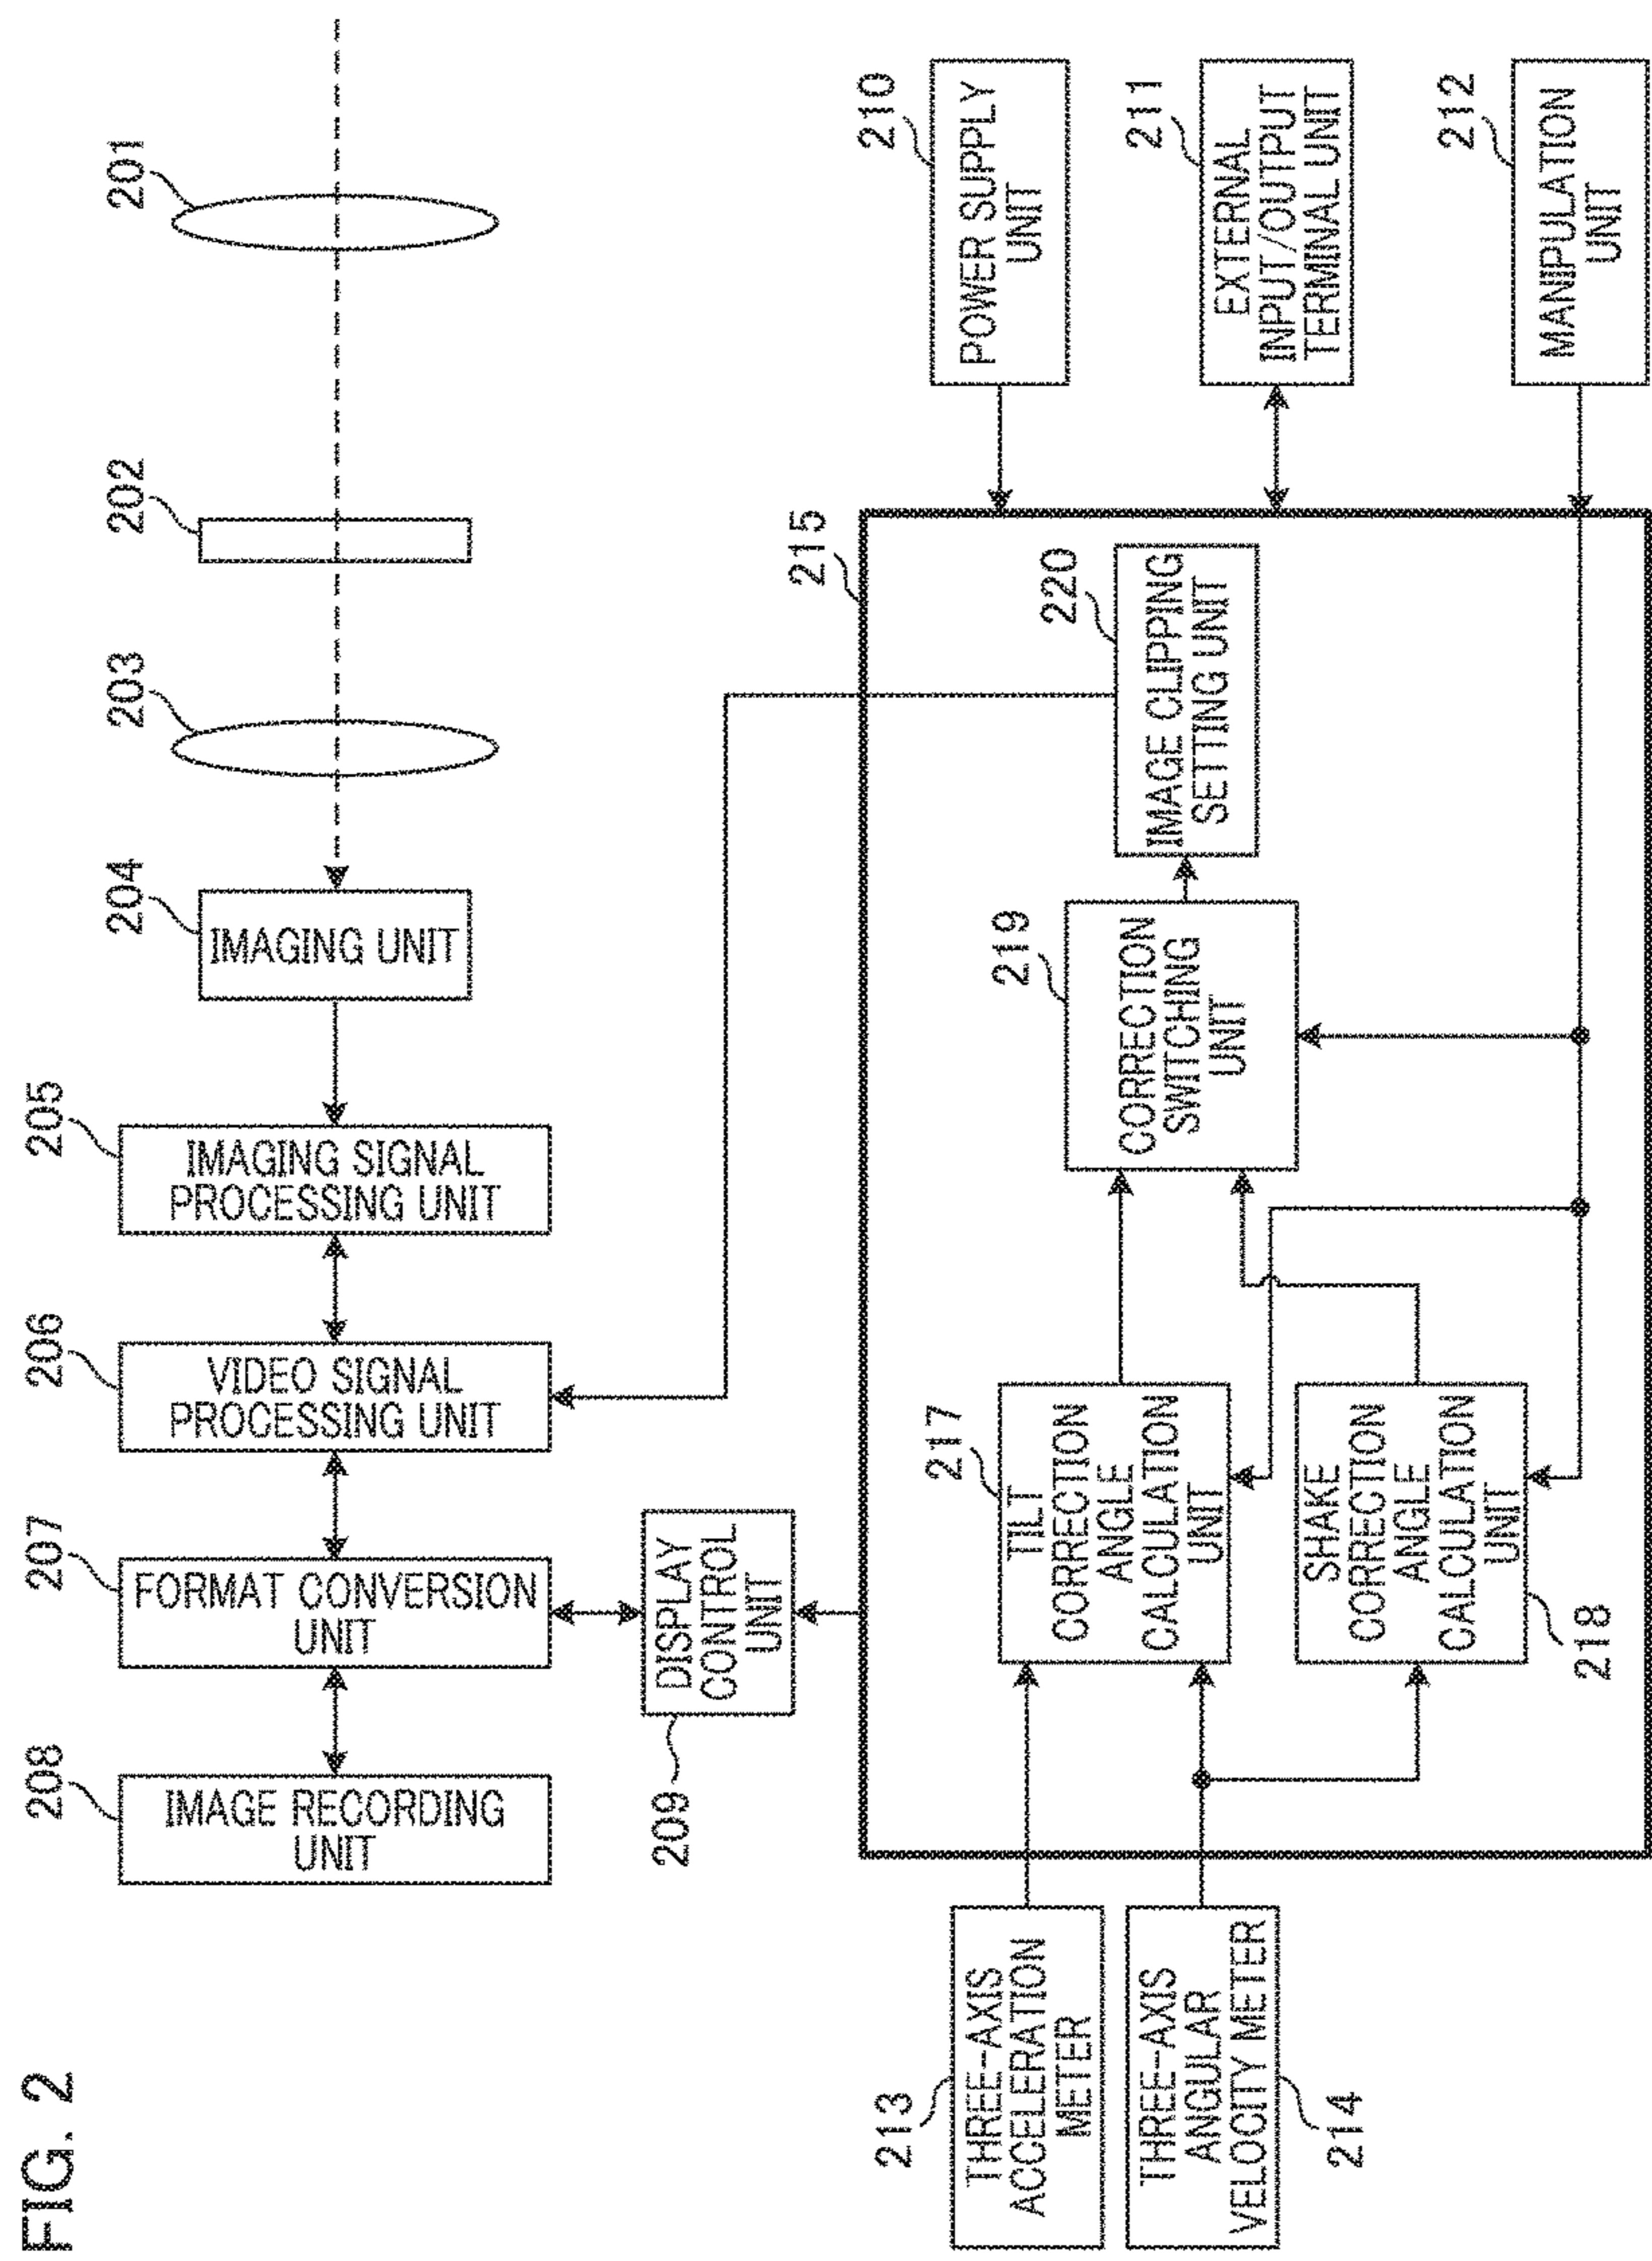 FIG. 2
201
202
203
204
IMAGING UNIT
205
IMAGING SIGNAL
PROCESSING UNIT
206
VIDEO SIGNAL
PROCESSING UNIT
207
FORMAT CONVERSION
UNIT
208
IMAGE RECORDING
UNIT
209
DISPLAY
CONTROL
UNIT
210
POWER SUPPLY
UNIT
211
EXTERNAL
INPUT/OUTPUT
TERMINAL UNIT
212
MANIPULATION
UNIT
213
THREE-AXIS
ACCELERATION
METER
214
THREE-AXIS
ANGULAR
VELOCITY METER
215
217
TILT
CORRECTION
ANGLE
CALCULATION
UNIT
218
SHAKE
CORRECTION
ANGLE
CALCULATION
UNIT
219
CORRECTION
SWITCHING
UNIT
220
IMAGE CLIPPING
SETTING UNIT